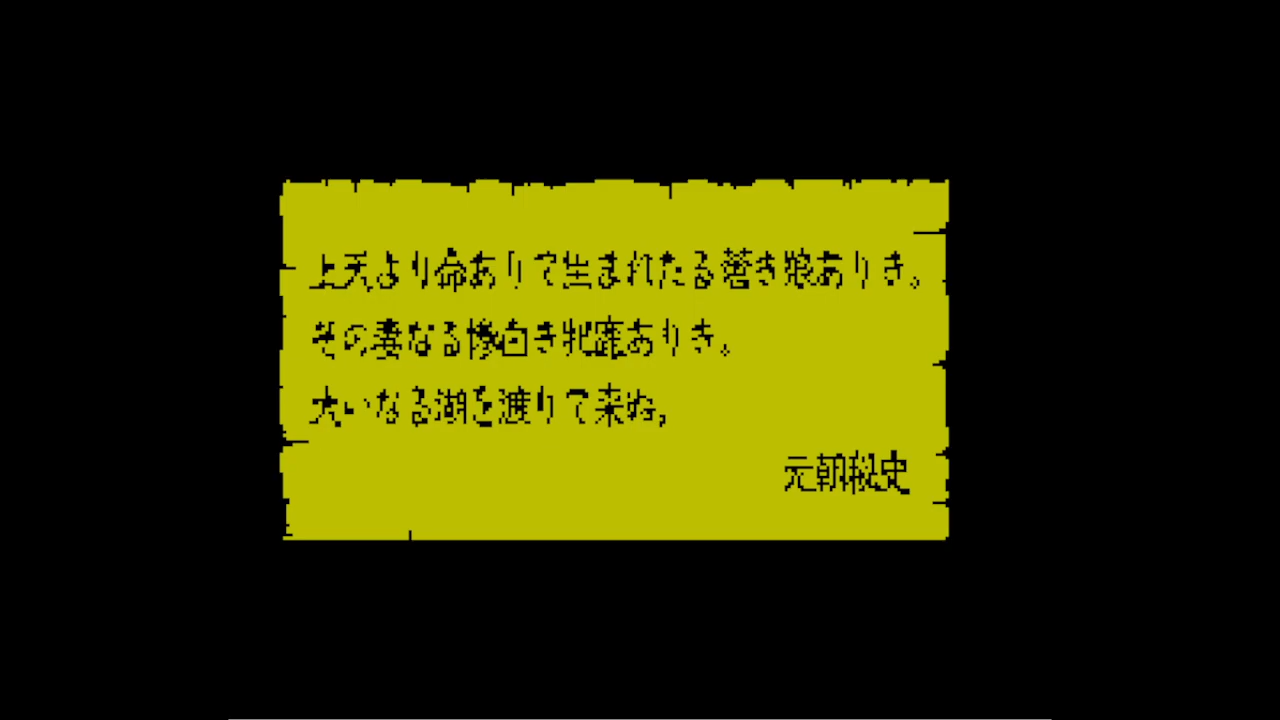 上天より命ありて生まれたる蒼き狼ありき。
その妻なる惨白き牝鹿ありき。
大いなる湖を渡りて来ぬ,
元朝秘史